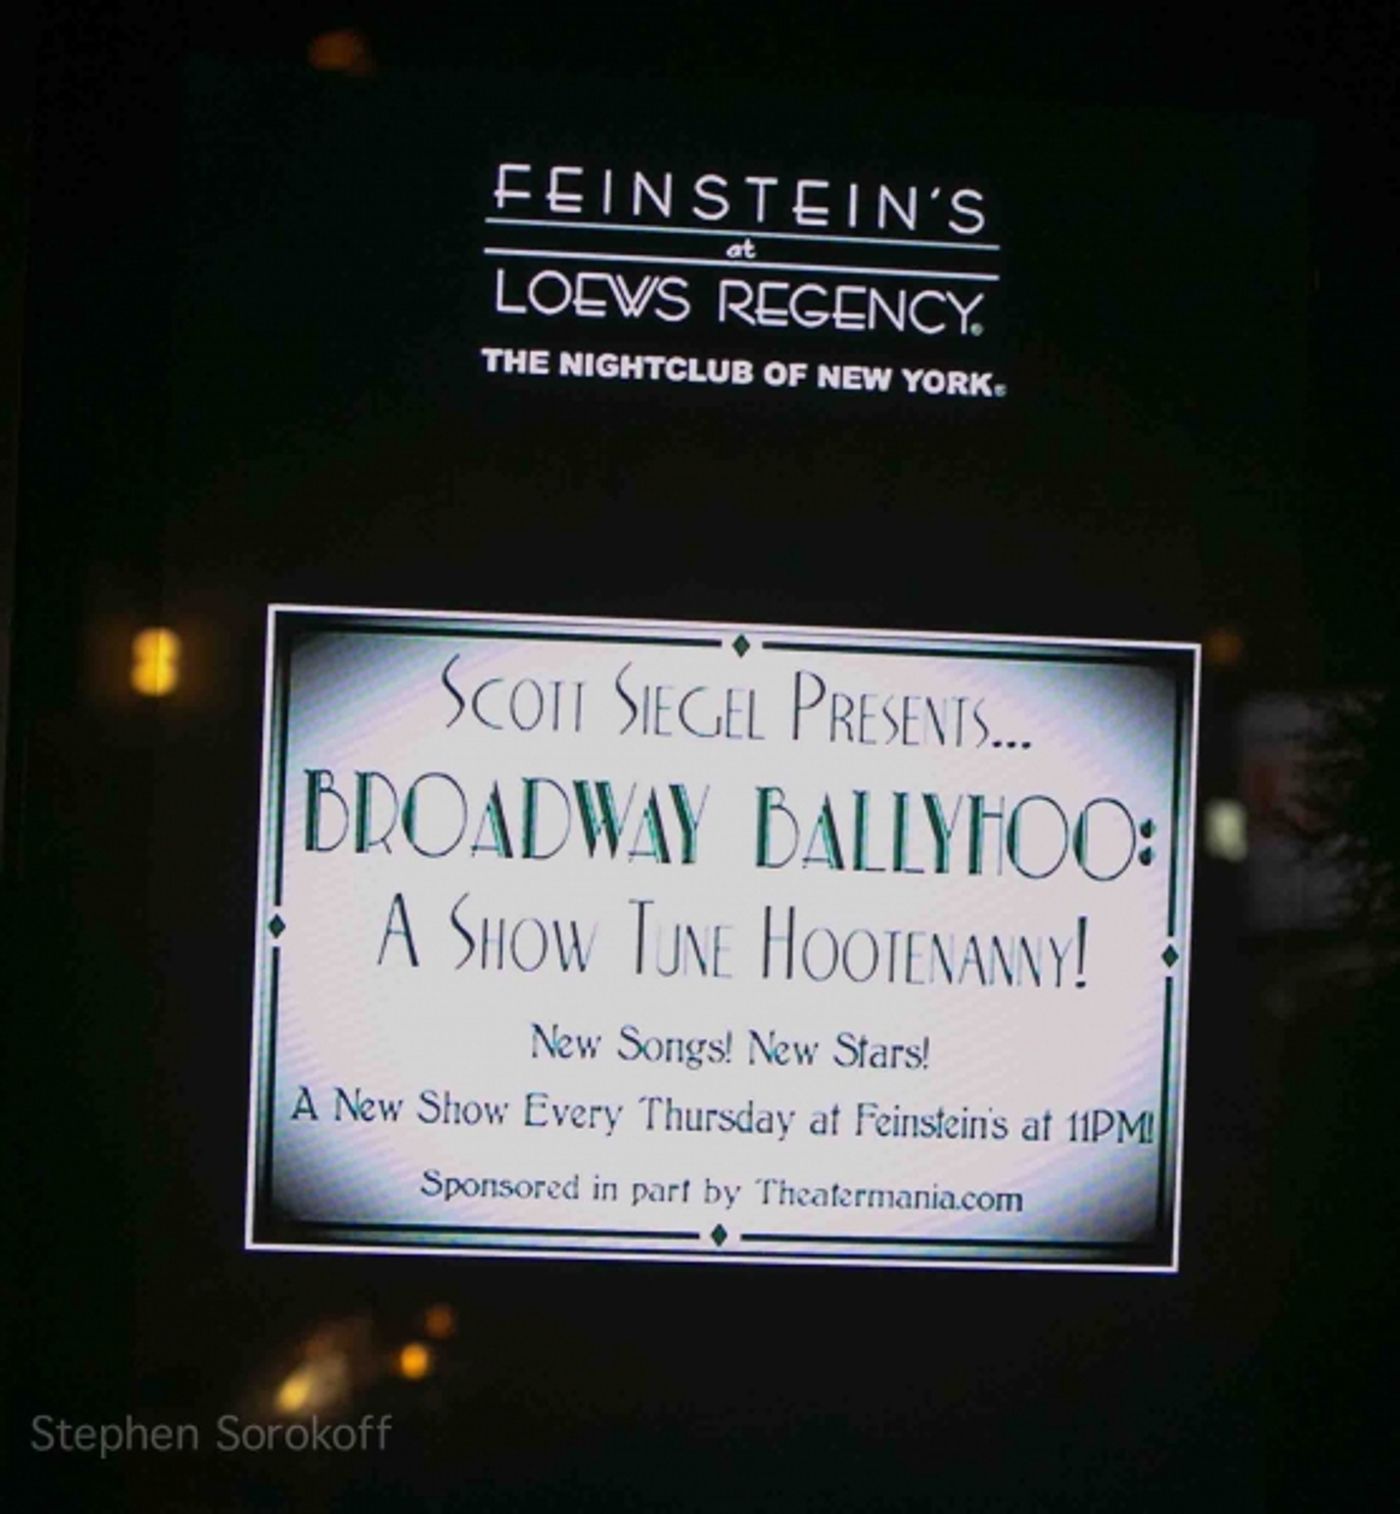 FEINSTEIN'S
at
LOEWS REGENCY®
THE NIGHTCLUB OF NEW YORK®
SCOTT SIEGEL PRESENTS...
BROADWAY BALLYHOO:
A SHOW TUNE HOOTENANNY!
New Songs! New Stars!
A New Show Every Thursday at Feinstein's at 11PM!
Sponsored in part by Theatermania.com
Stephen Sorokoff